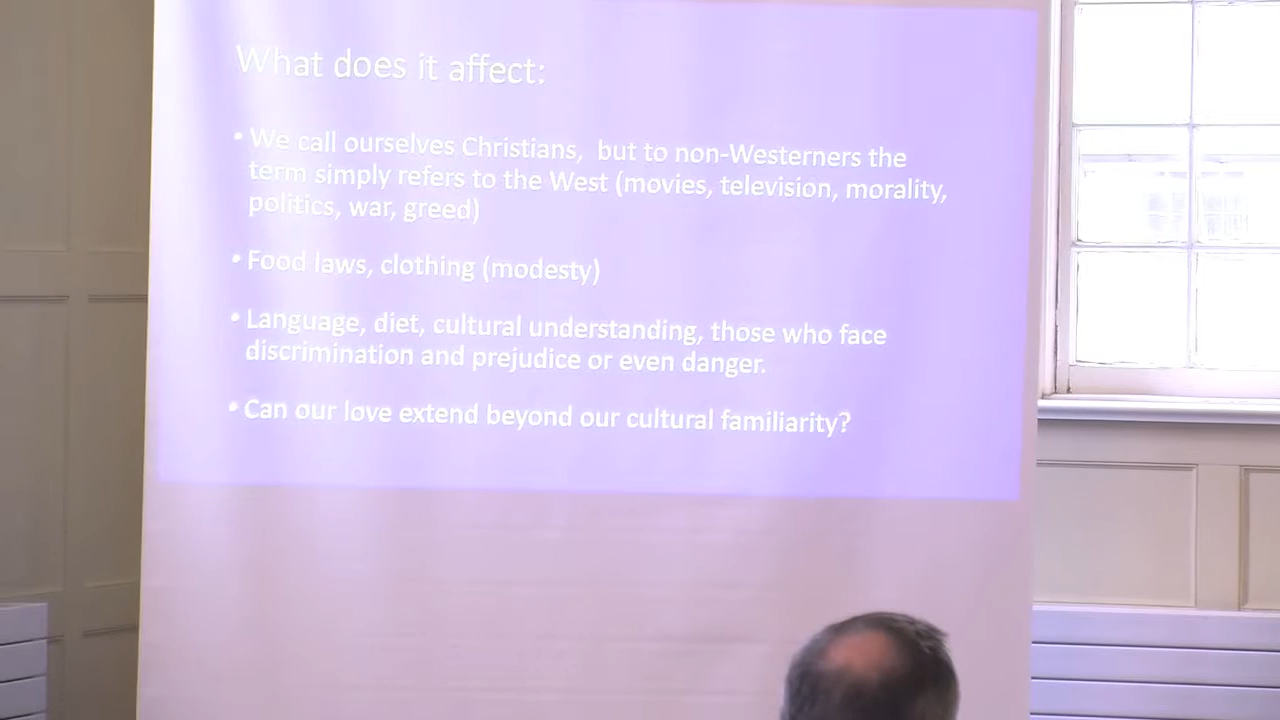 What does it affect:
• We call ourselves Christians,  but to non-Westerners the
term simply refers to the West (movies, television, morality,
politics, war, greed)
• Food laws, clothing (modesty)
• Language, diet, cultural understanding, those who face
discrimination and prejudice or even danger.
• Can our love extend beyond our cultural familiarity?